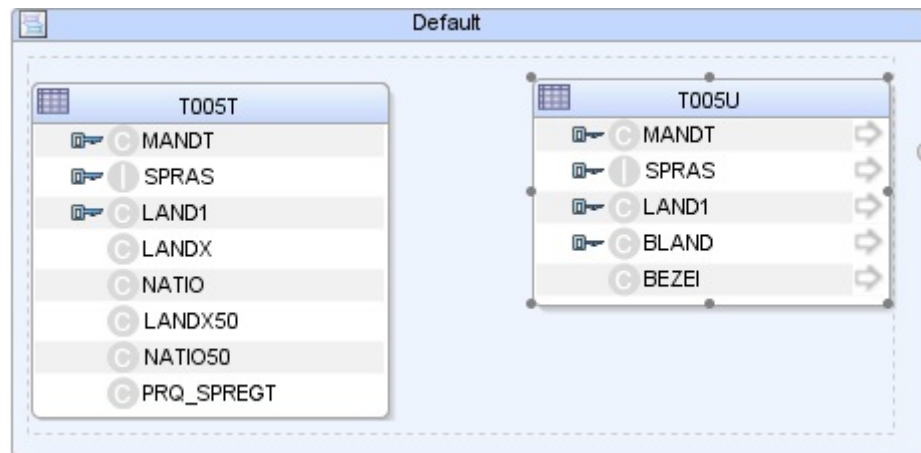 Default
T005T
MANDT
SPRAS
LAND1
LANDX
NATIO
LANDX50
NATIO50
PRQ_SPREGT
T005U
MANDT
SPRAS
LAND1
BLAND
BEZEI